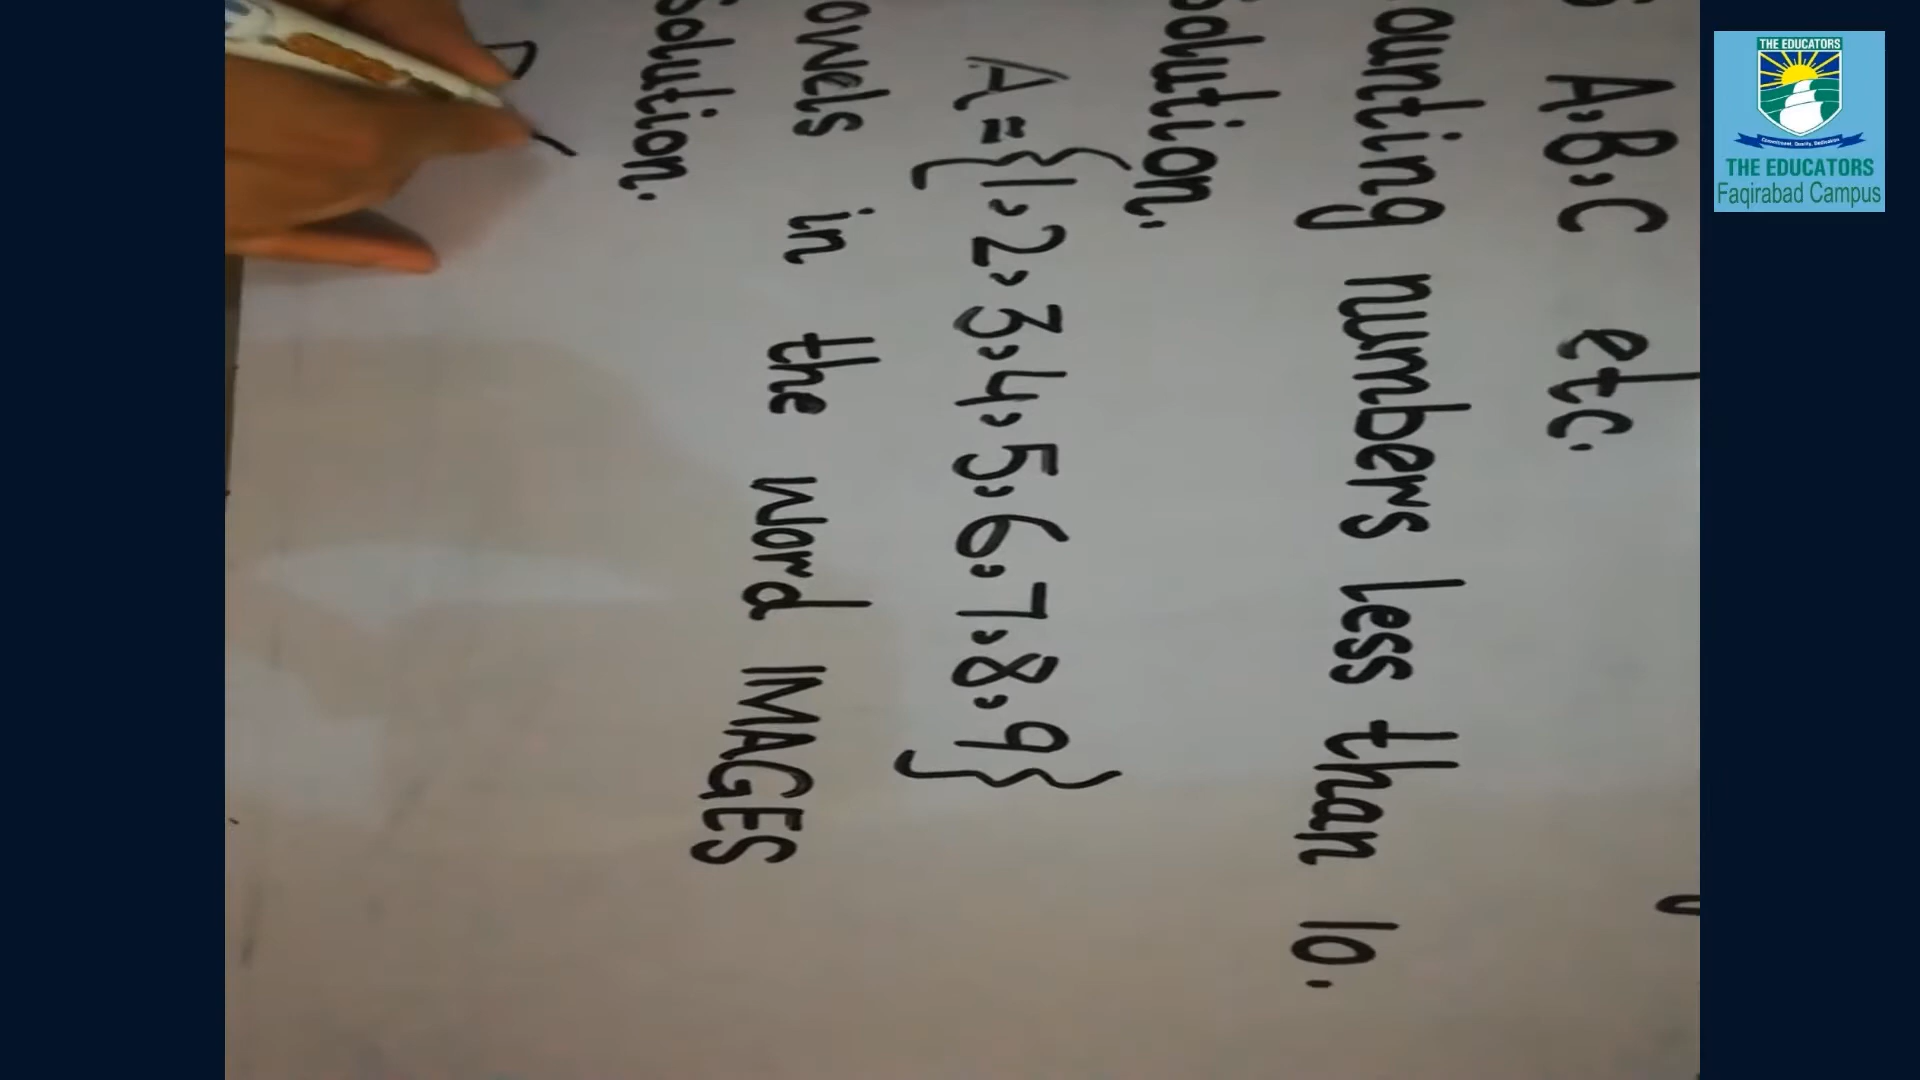 A,B,C etc.
ounting numbers less than 10.
olution.
A={1,2,3,4,5,6,7,8,9}
owels in the word IMAGES
olution.
THE EDUCATORS
THE EDUCATORS
Faqirabad Campus